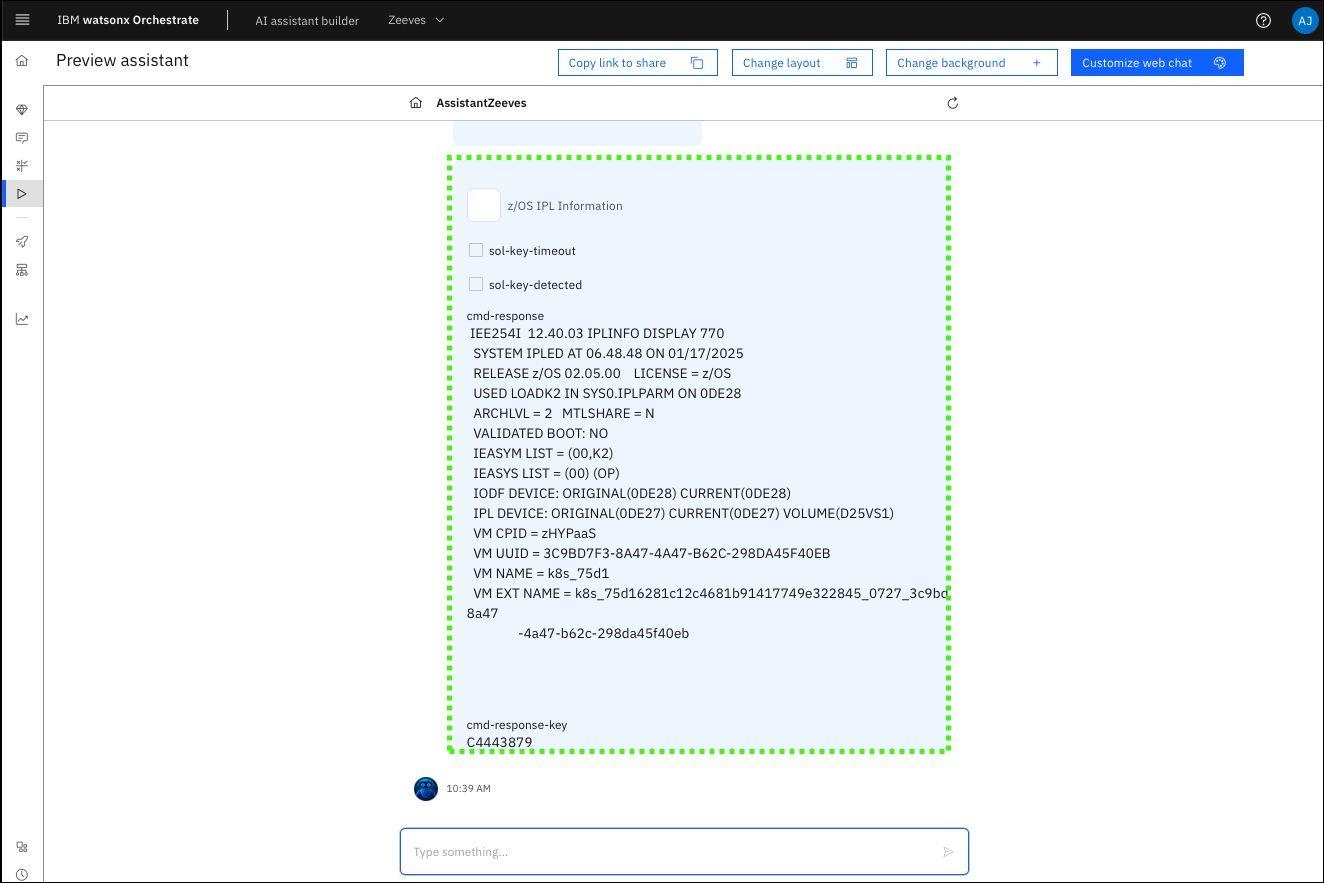 IBM watsonx Orchestrate
AI assistant builder
Zeeves
AJ
Preview assistant
Copy link to share
Change layout
Change background
Customize web chat
AssistantZeeves
z/OS IPL Information
sol-key-timeout
sol-key-detected
cmd-response
IEE254I 12.40.03 IPLINFO DISPLAY 770
SYSTEM IPLED AT 06.48.48 ON 01/17/2025
RELEASE z/OS 02.05.00 LICENSE = z/OS
USED LOADK2 IN SYS0.IPLPARM ON 0DE28
ARCHLVL = 2 MTLSHARE = N
VALIDATED BOOT: NO
IEASYM LIST = (00,K2)
IEASYS LIST = (00) (OP)
IODF DEVICE: ORIGINAL(0DE28) CURRENT(0DE28)
IPL DEVICE: ORIGINAL(0DE27) CURRENT(0DE27) VOLUME(D25VS1)
VM CPID = zHYPaaS
VM UUID = 3C9BD7F3-8A47-4A47-B62C-298DA45F40EB
VM NAME = k8s_75d1
VM EXT NAME = k8s_75d16281c12c4681b91417749e322845_0727_3c9bd
8a47
-4a47-b62c-298da45f40eb
cmd-response-key
C4443879
10:39 AM
Type something...